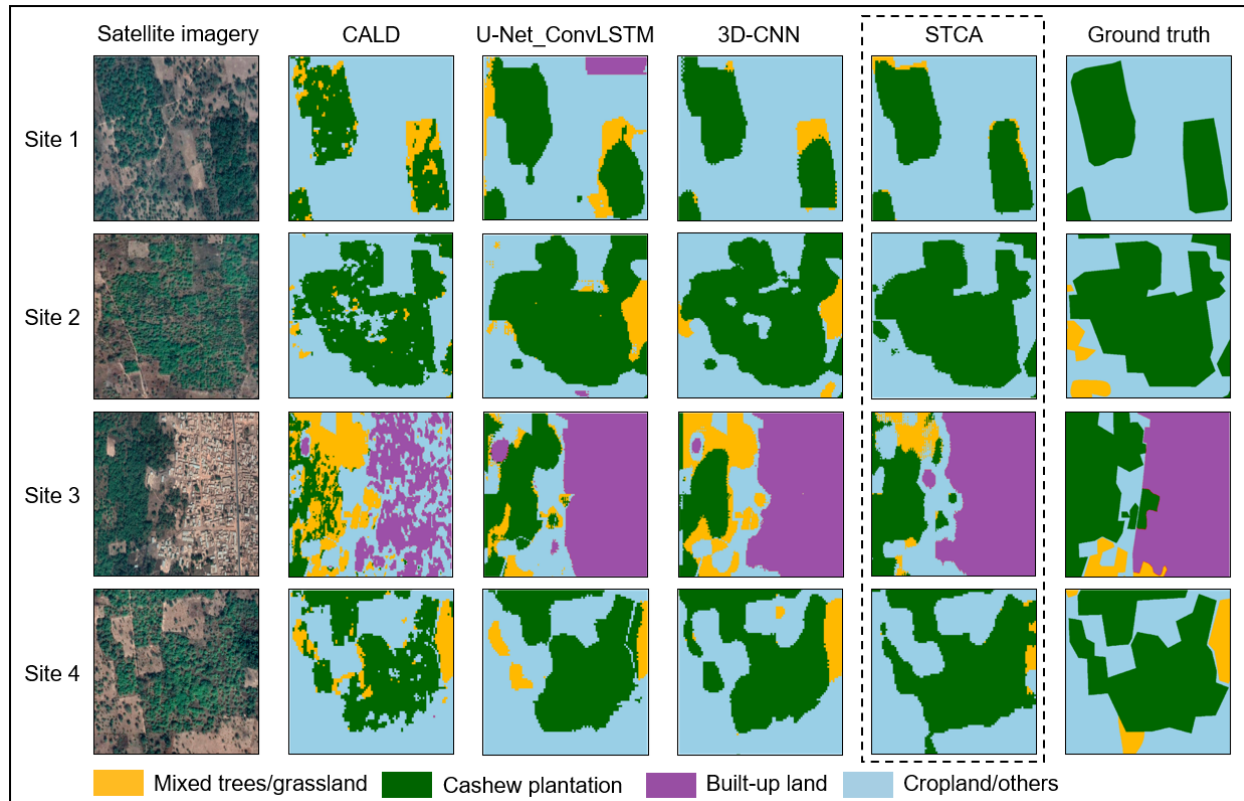 Satellite imagery CALD U-Net_ConvLSTM 3D-CNN STCA Ground truth
Site 1
Site 2
Site 3
Site 4
Mixed trees/grassland Cashew plantation Built-up land Cropland/others